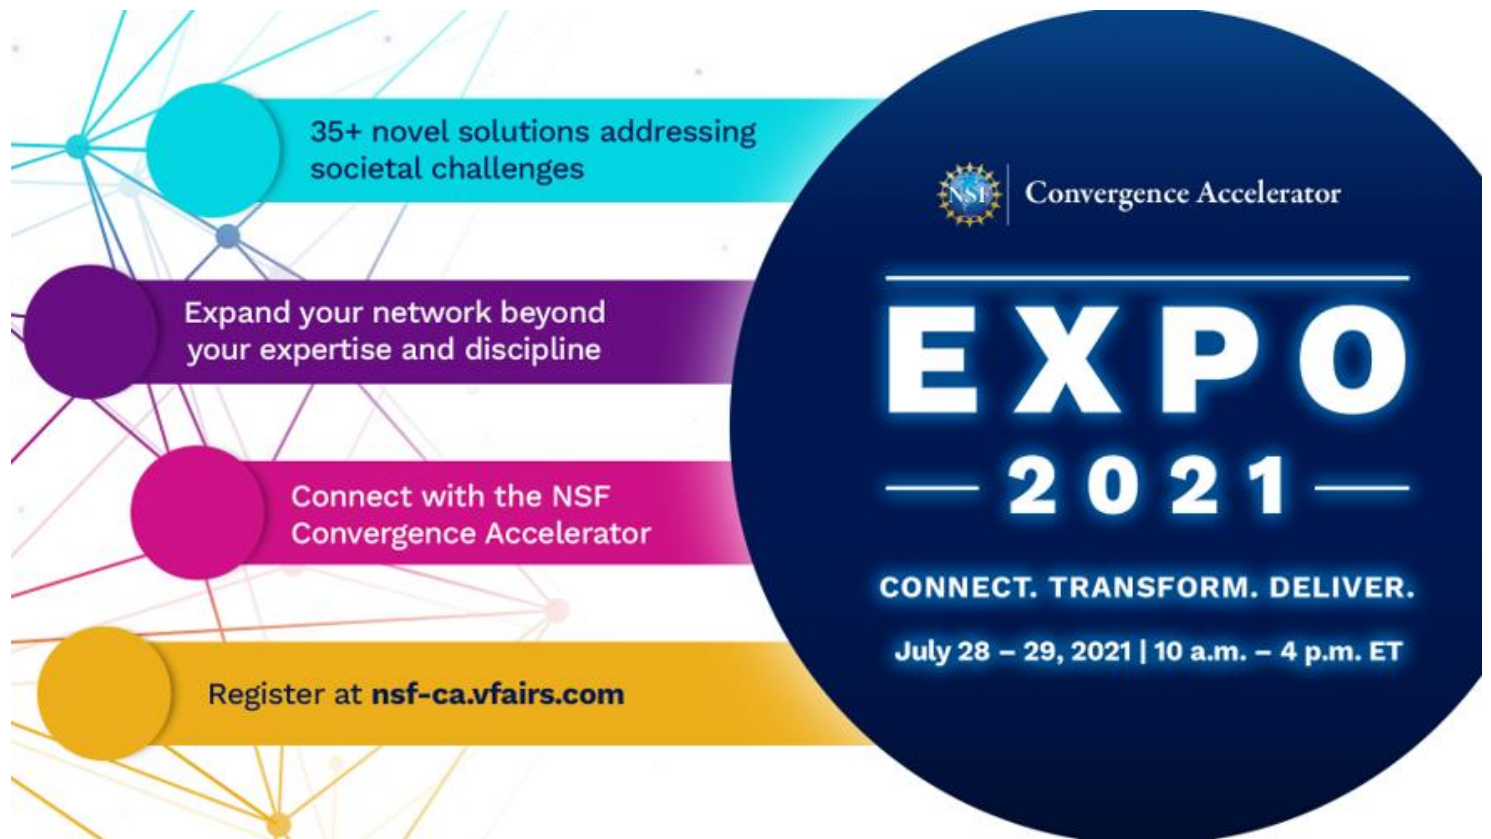 35+ novel solutions addressing
societal challenges
Expand your network beyond
your expertise and discipline
Connect with the NSF
Convergence Accelerator
Register at nsf-ca.vfairs.com
NSF
Convergence Accelerator
EXPO
2021
CONNECT. TRANSFORM. DELIVER.
July 28 – 29, 2021 | 10 a.m. – 4 p.m. ET